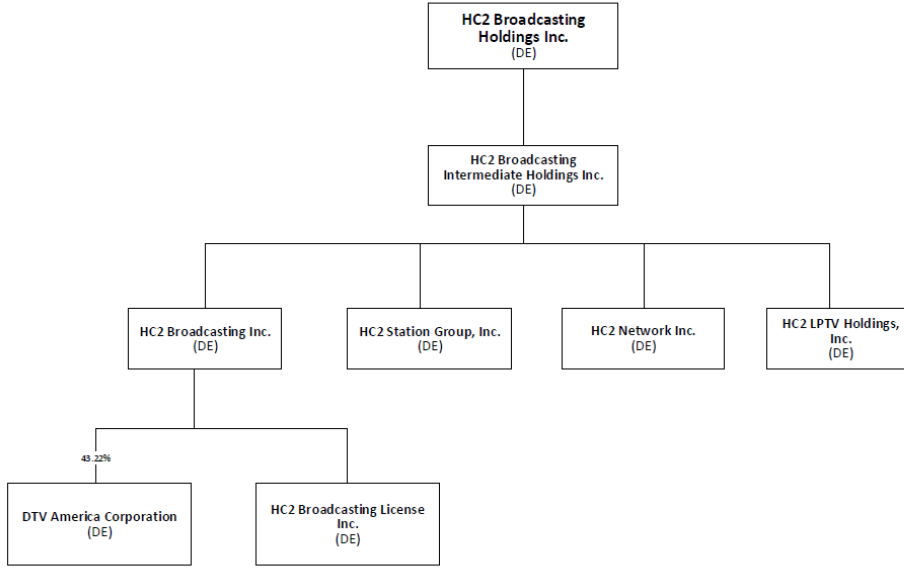 HC2 Broadcasting
Holdings Inc.
(DE)
HC2 Broadcasting
Intermediate Holdings Inc.
(DE)
HC2 Broadcasting Inc.
(DE)
HC2 Station Group, Inc.
(DE)
HC2 Network Inc.
(DE)
HC2 LPTV Holdings,
Inc.
(DE)
43.22%
DTV America Corporation
(DE)
HC2 Broadcasting License
Inc.
(DE)